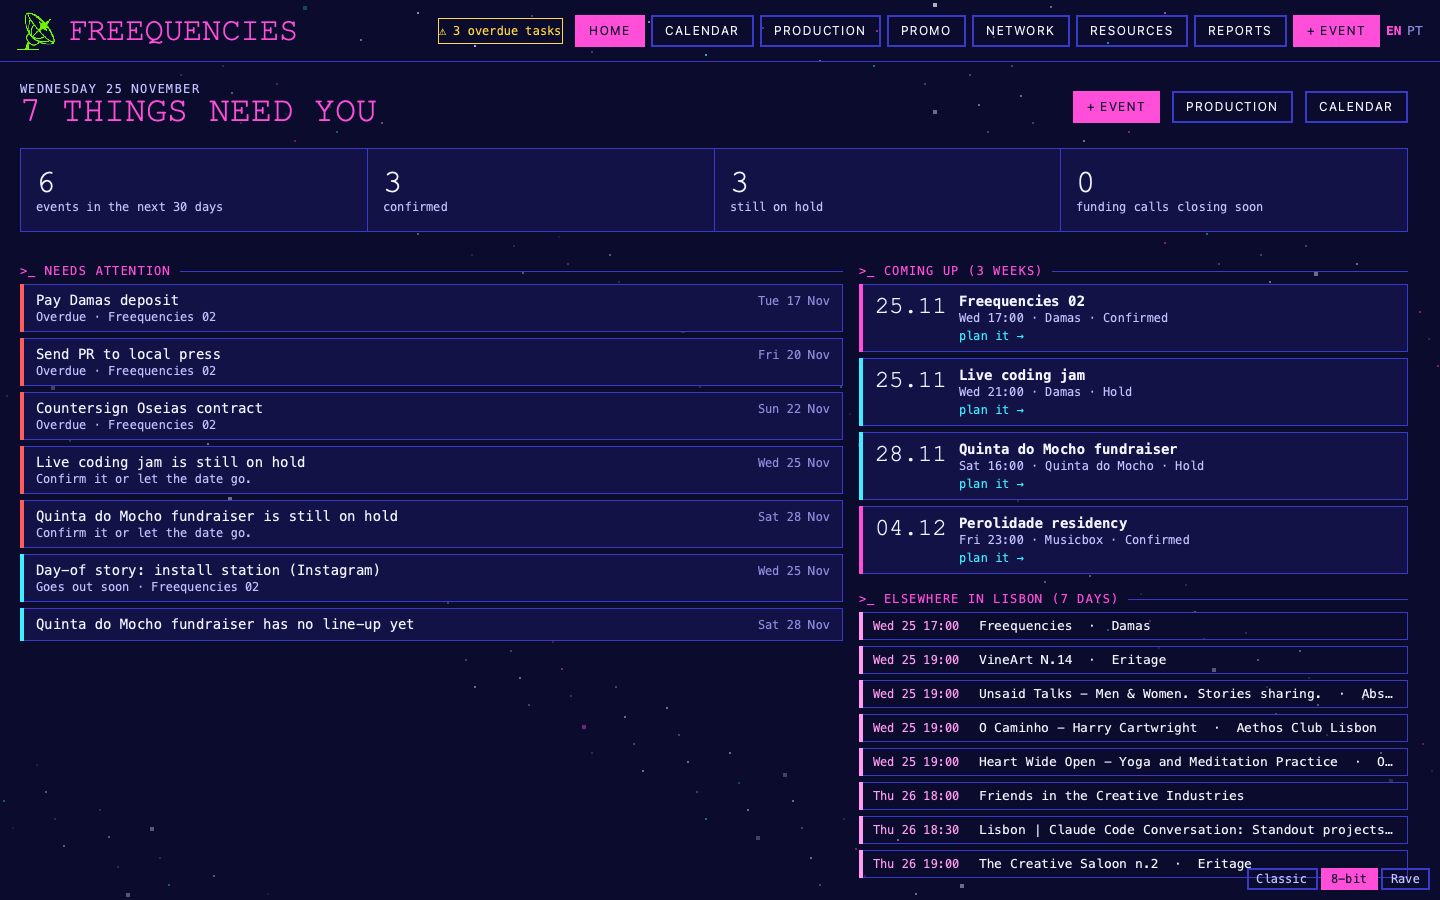 FREEQUENCIES
⚠ 3 overdue tasks
HOME
CALENDAR
PRODUCTION
PROMO
NETWORK
RESOURCES
REPORTS
+ EVENT
EN PT
WEDNESDAY 25 NOVEMBER
7 THINGS NEED YOU
+ EVENT
PRODUCTION
CALENDAR
6
events in the next 30 days
3
confirmed
3
still on hold
0
funding calls closing soon
>_ NEEDS ATTENTION
Pay Damas deposit
Tue 17 Nov
Overdue · Freequencies 02
Send PR to local press
Fri 20 Nov
Overdue · Freequencies 02
Countersign Oseias contract
Sun 22 Nov
Overdue · Freequencies 02
Live coding jam is still on hold
Wed 25 Nov
Confirm it or let the date go.
Quinta do Mocho fundraiser is still on hold
Sat 28 Nov
Confirm it or let the date go.
Day-of story: install station (Instagram)
Wed 25 Nov
Goes out soon · Freequencies 02
Quinta do Mocho fundraiser has no line-up yet
Sat 28 Nov
>_ COMING UP (3 WEEKS)
25.11
Freequencies 02
Wed 17:00 · Damas · Confirmed
plan it →
25.11
Live coding jam
Wed 21:00 · Damas · Hold
plan it →
28.11
Quinta do Mocho fundraiser
Sat 16:00 · Quinta do Mocho · Hold
plan it →
04.12
Perolidade residency
Fri 23:00 · Musicbox · Confirmed
plan it →
>_ ELSEWHERE IN LISBON (7 DAYS)
Wed 25 17:00 Freequencies · Damas
Wed 25 19:00 VineArt N.14 · Eritage
Wed 25 19:00 Unsaid Talks – Men & Women. Stories sharing. · Abs…
Wed 25 19:00 O Caminho – Harry Cartwright · Aethos Club Lisbon
Wed 25 19:00 Heart Wide Open – Yoga and Meditation Practice · O…
Thu 26 18:00 Friends in the Creative Industries
Thu 26 18:30 Lisbon | Claude Code Conversation: Standout projects…
Thu 26 19:00 The Creative Saloon n.2 · Eritage
Classic
8-bit
Rave